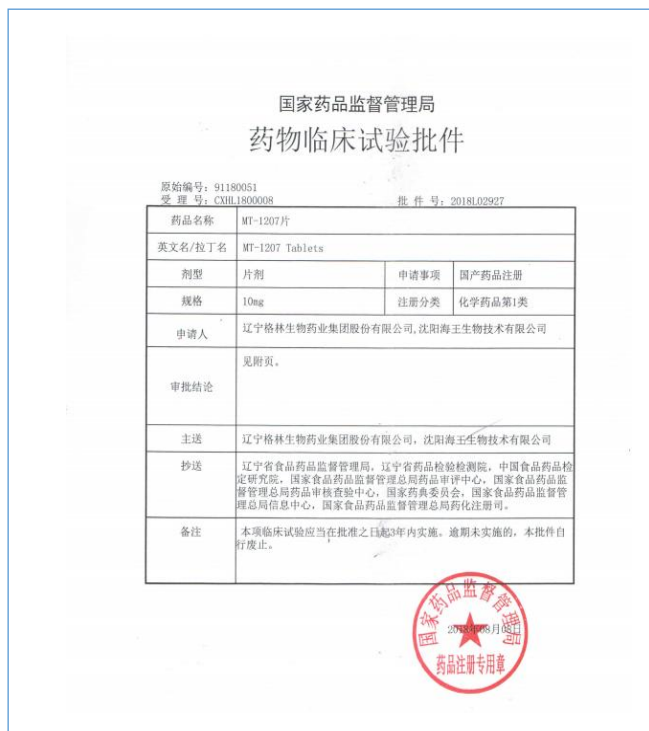 国家药品监督管理局
药物临床试验批件
原始编号：91180051
受 理 号：CXHL1800008 批 件 号：2018L02927
药品名称 MT-1207片
英文名/拉丁名 MT-1207 Tablets
剂型 片剂 申请事项 国产药品注册
规格 10mg 注册分类 化学药品第1类
申请人 辽宁格林生物药业集团股份有限公司,沈阳海王生物技术有限公司
审批结论 见附页。
主送 辽宁格林生物药业集团股份有限公司，沈阳海王生物技术有限公司
抄送 辽宁省食品药品监督管理局，辽宁省药品检验检测院，中国食品药品检
定研究院，国家食品药品监督管理总局药品审评中心，国家食品药品监
督管理总局药品审核查验中心，国家药典委员会，国家食品药品监督管
理总局信息中心，国家食品药品监督管理总局药化注册司。
备注 本项临床试验应当在批准之日起3年内实施。逾期未实施的，本批件自
行废止。
国家药品监督管理局
2018年08月08日
药品注册专用章